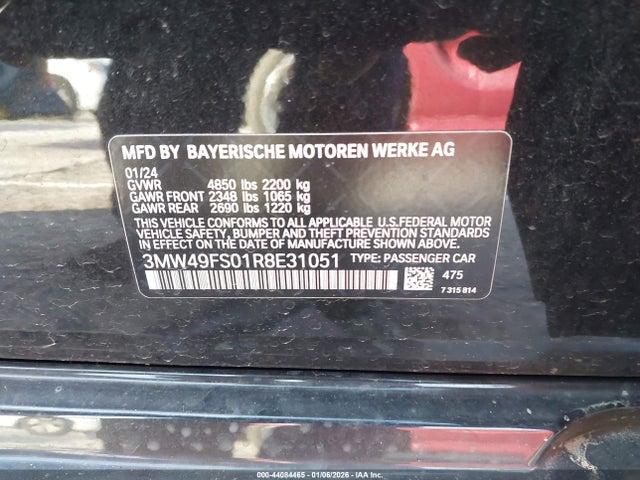 MFD BY BAYERISCHE MOTOREN WERKE AG
01/24
GVWR 4850 lbs 2200 kg
GAWR FRONT 2348 lbs 1065 kg
GAWR REAR 2690 lbs 1220 kg
THIS VEHICLE CONFORMS TO ALL APPLICABLE U.S.FEDERAL MOTOR
VEHICLE SAFETY, BUMPER AND THEFT PREVENTION STANDARDS
IN EFFECT ON THE DATE OF MANUFACTURE SHOWN ABOVE.
3MW49FS01R8E31051 TYPE: PASSENGER CAR
475
7 315 814
000-44084465 - 01/06/2026 - IAA Inc.